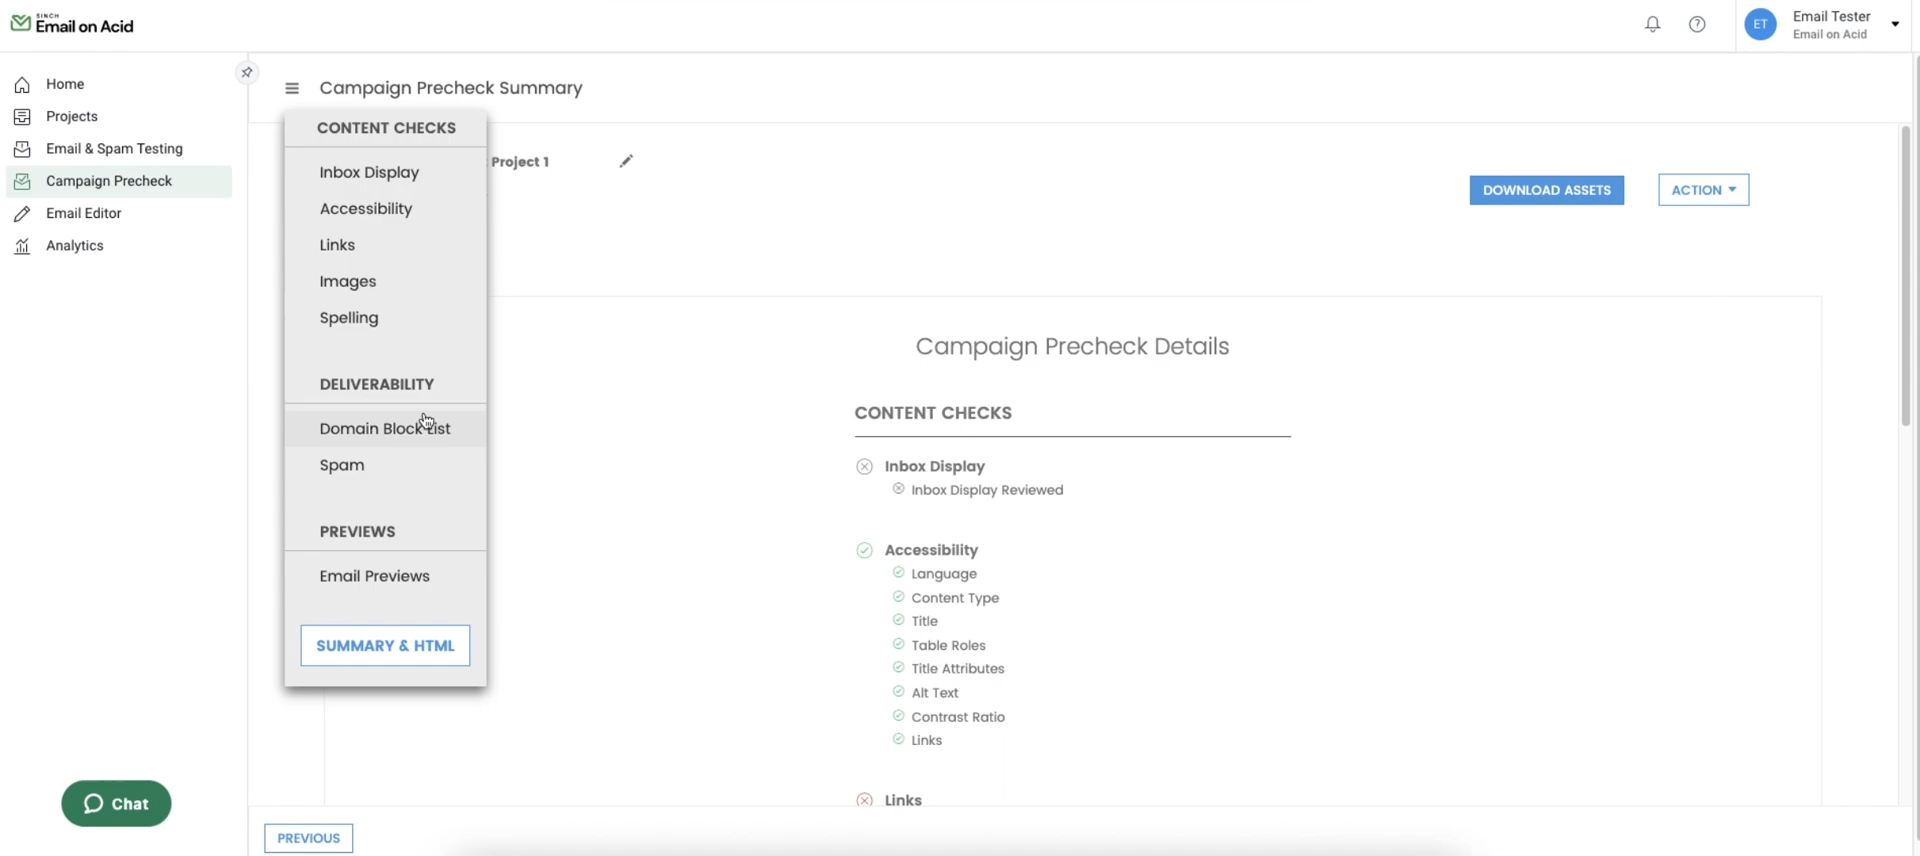 SINCH
Email on Acid
ET
Email Tester
Email on Acid
Home
Projects
Email & Spam Testing
Campaign Precheck
Email Editor
Analytics
Campaign Precheck Summary
CONTENT CHECKS
Inbox Display
Accessibility
Links
Images
Spelling
DELIVERABILITY
Domain Block List
Spam
PREVIEWS
Email Previews
SUMMARY & HTML
: Project 1
DOWNLOAD ASSETS
ACTION
Campaign Precheck Details
CONTENT CHECKS
Inbox Display
Inbox Display Reviewed
Accessibility
Language
Content Type
Title
Table Roles
Title Attributes
Alt Text
Contrast Ratio
Links
Links
Chat
PREVIOUS